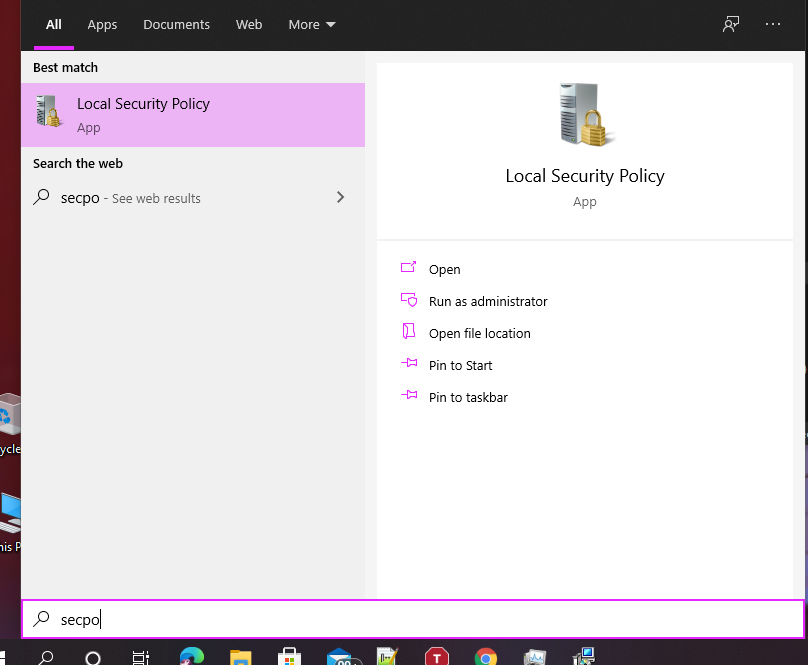 All Apps Documents Web More
Best match
Local Security Policy
App
Search the web
secpo - See web results
Local Security Policy
App
Open
Run as administrator
Open file location
Pin to Start
Pin to taskbar
ycle
his P
secpo
99
T